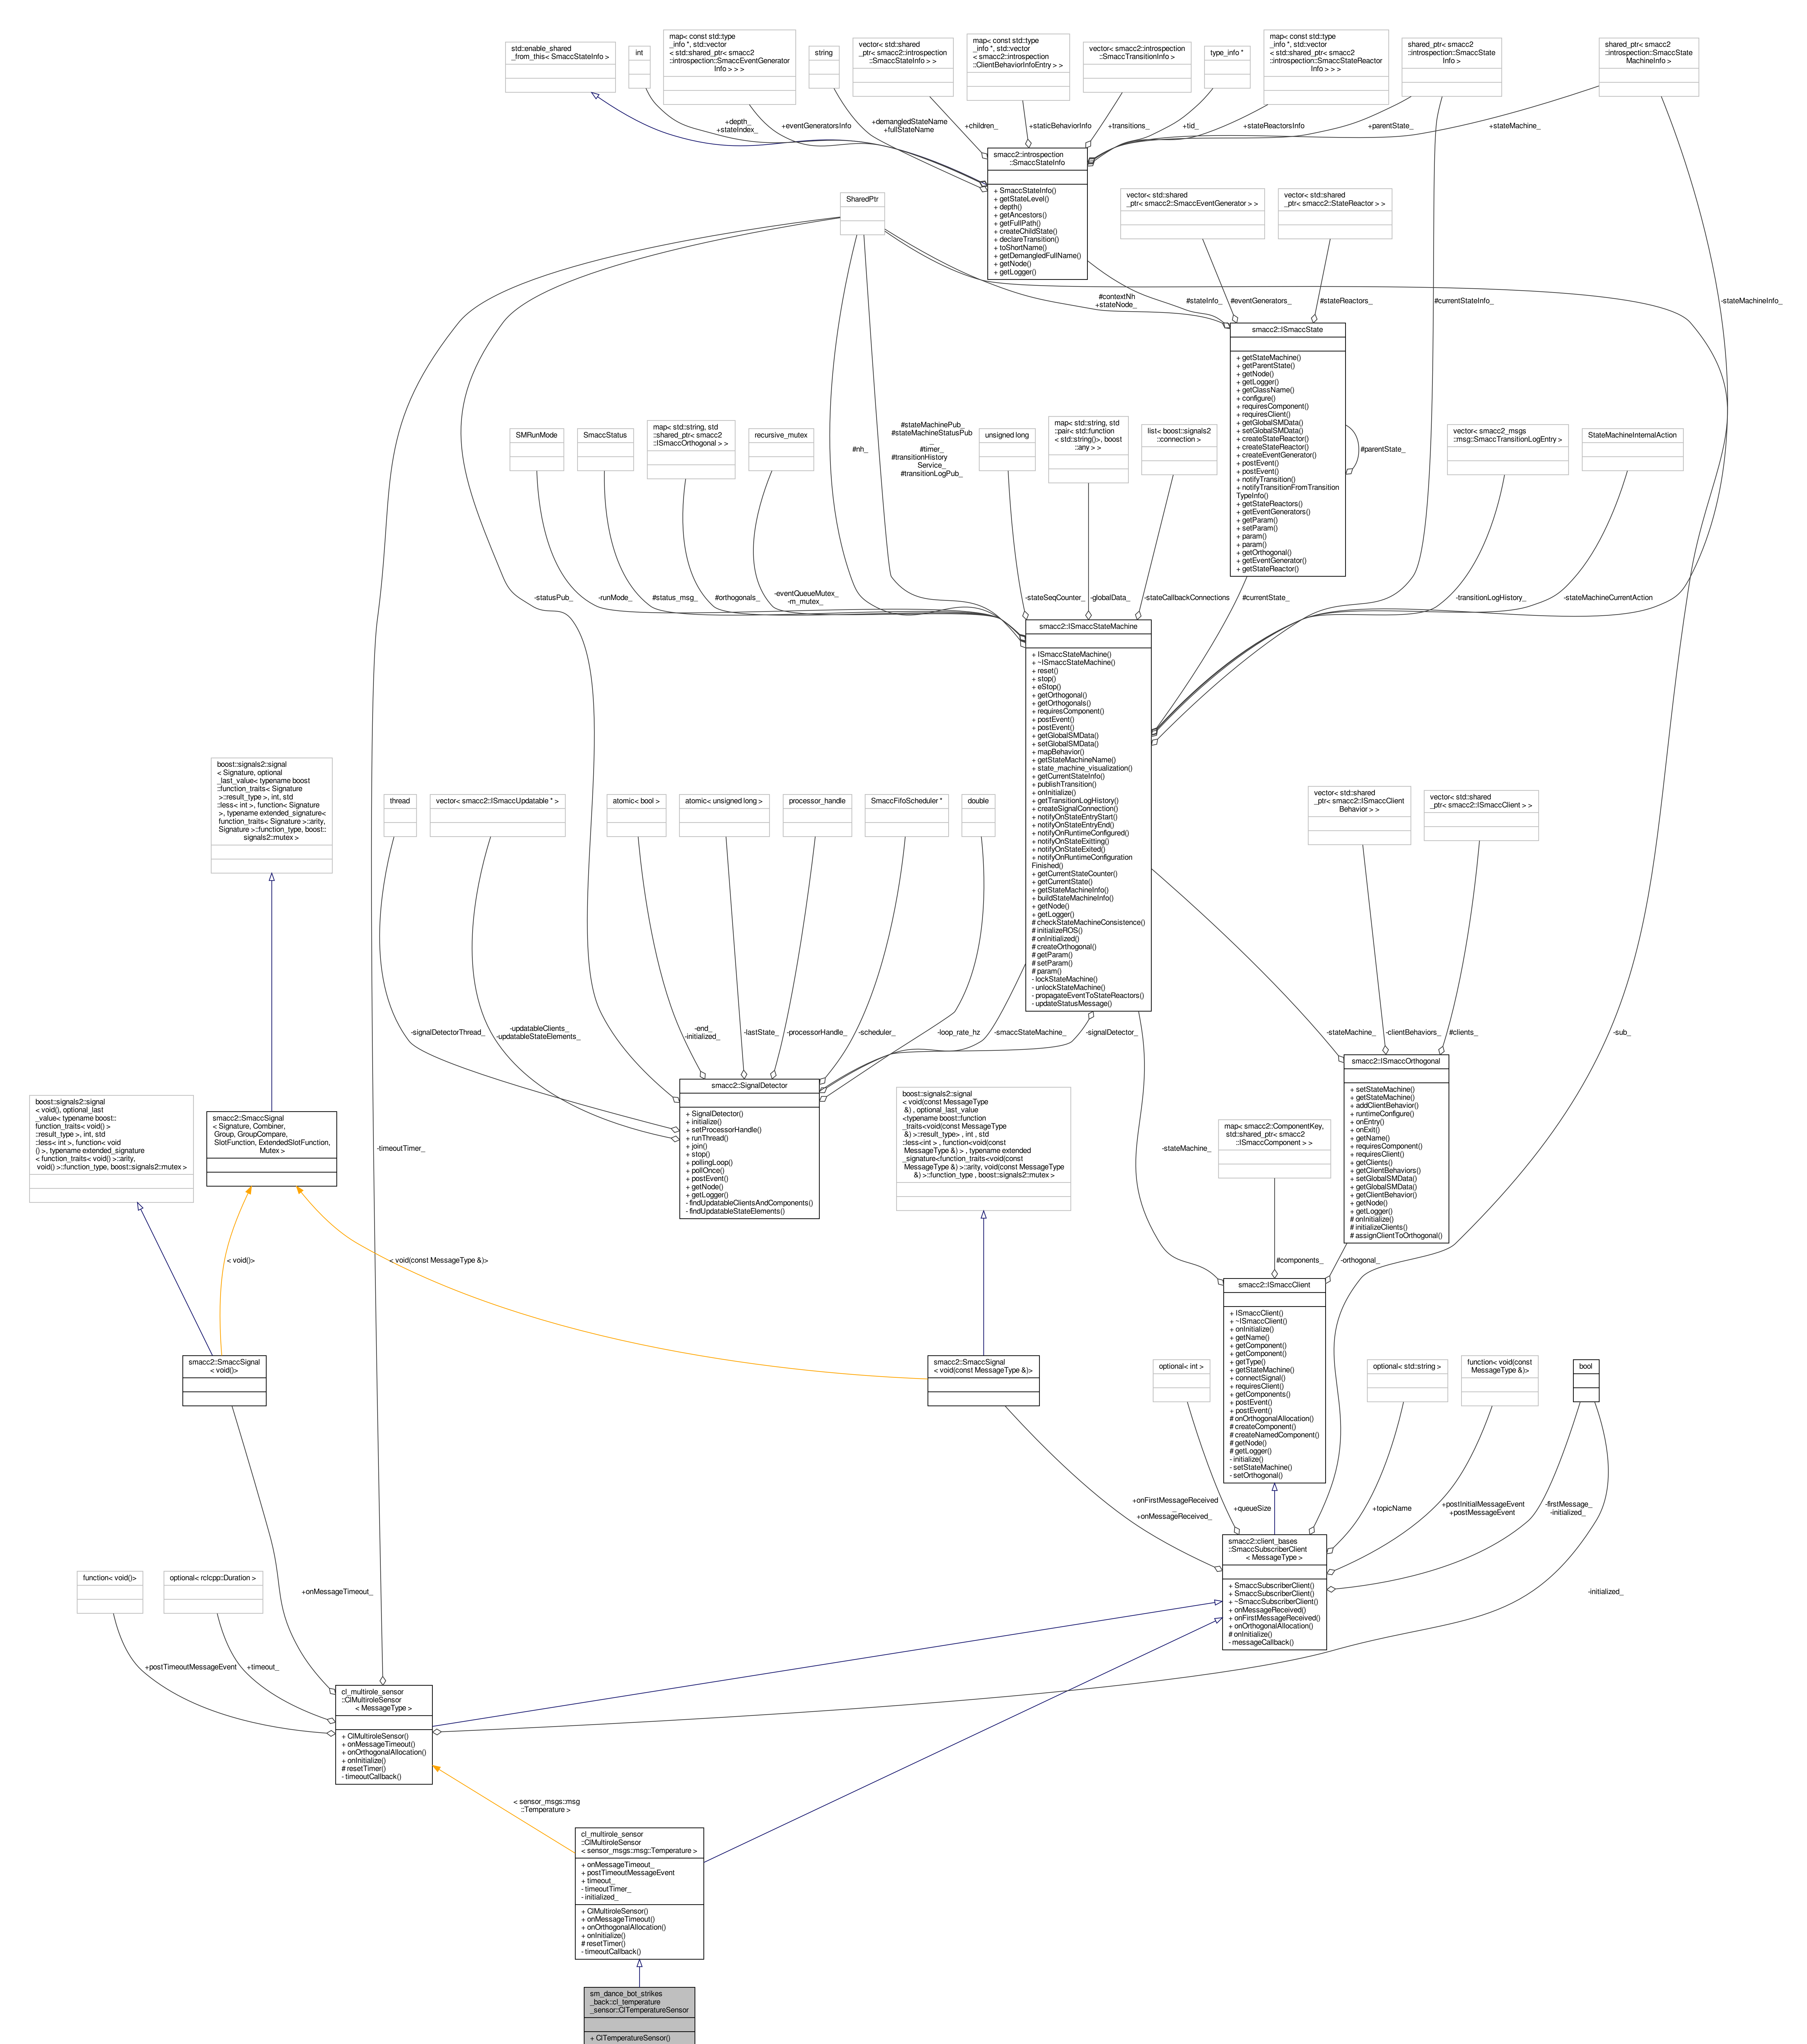 std::enable_shared
_from_this< SmaccStateInfo >
int
map< const std::type
_info *, std::vector
< std::shared_ptr< smacc2
::introspection::SmaccEventGenerator
Info > > >
string
vector< std::shared
_ptr< smacc2::introspection
::SmaccStateInfo > >
map< const std::type
_info *, std::vector
< smacc2::introspection
::ClientBehaviorInfoEntry > >
vector< smacc2::introspection
::SmaccTransitionInfo >
type_info *
map< const std::type
_info *, std::vector
< std::shared_ptr< smacc2
::introspection::SmaccStateReactor
Info > > >
shared_ptr< smacc2
::introspection::SmaccState
Info >
shared_ptr< smacc2
::introspection::SmaccState
MachineInfo >
+depth_
+stateIndex_
+eventGeneratorsInfo
+demangledStateName
+fullStateName
+children_
+staticBehaviorInfo
+transitions_
+tid_
+stateReactorsInfo
+parentState_
+stateMachine_
smacc2::introspection
::SmaccStateInfo
+ SmaccStateInfo()
+ getStateLevel()
+ depth()
+ getAncestors()
+ getFullPath()
+ createChildState()
+ declareTransition()
+ toShortName()
+ getDemangledFullName()
+ getNode()
+ getLogger()
SharedPtr
vector< std::shared
_ptr< smacc2::SmaccEventGenerator > >
vector< std::shared
_ptr< smacc2::StateReactor > >
#contextNh
+stateNode_
#stateInfo_
#eventGenerators_
#stateReactors_
#currentStateInfo_
-stateMachineInfo_
smacc2::ISmaccState
+ getStateMachine()
+ getParentState()
+ getNode()
+ getLogger()
+ getClassName()
+ configure()
+ requiresComponent()
+ requiresClient()
+ getGlobalSMData()
+ setGlobalSMData()
+ createStateReactor()
+ createStateReactor()
+ createEventGenerator()
+ postEvent()
+ postEvent()
+ notifyTransition()
+ notifyTransitionFromTransition
TypeInfo()
+ getStateReactors()
+ getEventGenerators()
+ getParam()
+ setParam()
+ param()
+ param()
+ getOrthogonal()
+ getEventGenerator()
+ getStateReactor()
#parentState_
SMRunMode
SmaccStatus
map< std::string, std
::shared_ptr< smacc2
::ISmaccOrthogonal > >
recursive_mutex
#nh_
#stateMachinePub_
#stateMachineStatusPub
_
#timer_
#transitionHistory
Service_
#transitionLogPub_
unsigned long
map< std::string, std
::pair< std::function
< std::string()>, boost
::any > >
list< boost::signals2
::connection >
vector< smacc2_msgs
::msg::SmaccTransitionLogEntry >
StateMachineInternalAction
-statusPub_
-runMode_
#status_msg_
#orthogonals_
-eventQueueMutex_
-m_mutex_
-stateSeqCounter_
-globalData_
-stateCallbackConnections
#currentState_
-transitionLogHistory_
-stateMachineCurrentAction
smacc2::ISmaccStateMachine
+ ISmaccStateMachine()
+ ~ISmaccStateMachine()
+ reset()
+ stop()
+ eStop()
+ getOrthogonal()
+ getOrthogonals()
+ requiresComponent()
+ postEvent()
+ postEvent()
+ getGlobalSMData()
+ setGlobalSMData()
+ mapBehavior()
+ getStateMachineName()
+ state_machine_visualization()
+ getCurrentStateInfo()
+ publishTransition()
+ onInitialize()
+ getTransitionLogHistory()
+ createSignalConnection()
+ notifyOnStateEntryStart()
+ notifyOnStateEntryEnd()
+ notifyOnRuntimeConfigured()
+ notifyOnStateExitting()
+ notifyOnStateExited()
+ notifyOnRuntimeConfiguration
Finished()
+ getCurrentStateCounter()
+ getCurrentState()
+ getStateMachineInfo()
+ buildStateMachineInfo()
+ getNode()
+ getLogger()
# checkStateMachineConsistence()
# initializeROS()
# onInitialized()
# createOrthogonal()
# getParam()
# setParam()
# param()
- lockStateMachine()
- unlockStateMachine()
- propagateEventToStateReactors()
- updateStatusMessage()
boost::signals2::signal
< Signature, optional
_last_value< typename boost
::function_traits< Signature
>::result_type >, int, std
::less< int >, function< Signature
>, typename extended_signature<
function_traits< Signature >::arity,
Signature >::function_type, boost::
signals2::mutex >
thread
vector< smacc2::ISmaccUpdatable * >
atomic< bool >
atomic< unsigned long >
processor_handle
SmaccFifoScheduler *
double
vector< std::shared
_ptr< smacc2::ISmaccClient
Behavior > >
vector< std::shared
_ptr< smacc2::ISmaccClient > >
-signalDetectorThread_
-updatableClients_
-updatableStateElements_
-end_
-initialized_
-lastState_
-processorHandle_
-scheduler_
-loop_rate_hz
-smaccStateMachine_
-signalDetector_
-stateMachine_
-clientBehaviors_
#clients_
-sub_
smacc2::SignalDetector
+ SignalDetector()
+ initialize()
+ setProcessorHandle()
+ runThread()
+ join()
+ stop()
+ pollingLoop()
+ pollOnce()
+ postEvent()
+ getNode()
+ getLogger()
- findUpdatableClientsAndComponents()
- findUpdatableStateElements()
smacc2::ISmaccOrthogonal
+ setStateMachine()
+ getStateMachine()
+ addClientBehavior()
+ runtimeConfigure()
+ onEntry()
+ onExit()
+ getName()
+ requiresComponent()
+ requiresClient()
+ getClients()
+ getClientBehaviors()
+ setGlobalSMData()
+ getGlobalSMData()
+ getClientBehavior()
+ getNode()
+ getLogger()
# onInitialize()
# initializeClients()
# assignClientToOrthogonal()
boost::signals2::signal
< void(), optional_last
_value< typename boost::
function_traits< void() >
::result_type >, int, std
::less< int >, function< void
() >, typename extended_signature
< function_traits< void() >::arity,
void() >::function_type, boost::signals2::mutex >
smacc2::SmaccSignal
< Signature, Combiner,
Group, GroupCompare,
SlotFunction, ExtendedSlotFunction,
Mutex >
boost::signals2::signal
< void(const MessageType
&) , optional_last_value
<typename boost::function
_traits<void(const MessageType
&) >::result_type> , int , std
::less<int > , function<void(const
MessageType &) > , typename extended
_signature<function_traits<void(const
MessageType &) >::arity, void(const MessageType
&) >::function_type , boost::signals2::mutex >
map< smacc2::ComponentKey,
std::shared_ptr< smacc2
::ISmaccComponent > >
-timeoutTimer_
-stateMachine_
< void()>
< void(const MessageType &)>
#components_
-orthogonal_
smacc2::ISmaccClient
+ ISmaccClient()
+ ~ISmaccClient()
+ onInitialize()
+ getName()
+ getComponent()
+ getComponent()
+ getType()
+ getStateMachine()
+ connectSignal()
+ requiresClient()
+ getComponents()
+ postEvent()
+ postEvent()
# onOrthogonalAllocation()
# createComponent()
# createNamedComponent()
# getNode()
# getLogger()
- initialize()
- setStateMachine()
- setOrthogonal()
smacc2::SmaccSignal
< void()>
smacc2::SmaccSignal
< void(const MessageType &)>
optional< int >
optional< std::string >
function< void(const
MessageType &)>
bool
+onFirstMessageReceived
_
+onMessageReceived_
+queueSize
+topicName
+postInitialMessageEvent
+postMessageEvent
-firstMessage_
-initialized_
smacc2::client_bases
::SmaccSubscriberClient
< MessageType >
+ SmaccSubscriberClient()
+ SmaccSubscriberClient()
+ ~SmaccSubscriberClient()
+ onMessageReceived()
+ onFirstMessageReceived()
+ onOrthogonalAllocation()
# onInitialize()
- messageCallback()
function< void()>
optional< rclcpp::Duration >
+onMessageTimeout_
-initialized_
+postTimeoutMessageEvent
+timeout_
cl_multirole_sensor
::ClMultiroleSensor
< MessageType >
+ ClMultiroleSensor()
+ onMessageTimeout()
+ onOrthogonalAllocation()
+ onInitialize()
# resetTimer()
- timeoutCallback()
< sensor_msgs::msg
::Temperature >
cl_multirole_sensor
::ClMultiroleSensor
< sensor_msgs::msg::Temperature >
+ onMessageTimeout_
+ postTimeoutMessageEvent
+ timeout_
- timeoutTimer_
- initialized_
+ ClMultiroleSensor()
+ onMessageTimeout()
+ onOrthogonalAllocation()
+ onInitialize()
# resetTimer()
- timeoutCallback()
sm_dance_bot_strikes
_back::cl_temperature
_sensor::ClTemperatureSensor
+ ClTemperatureSensor()